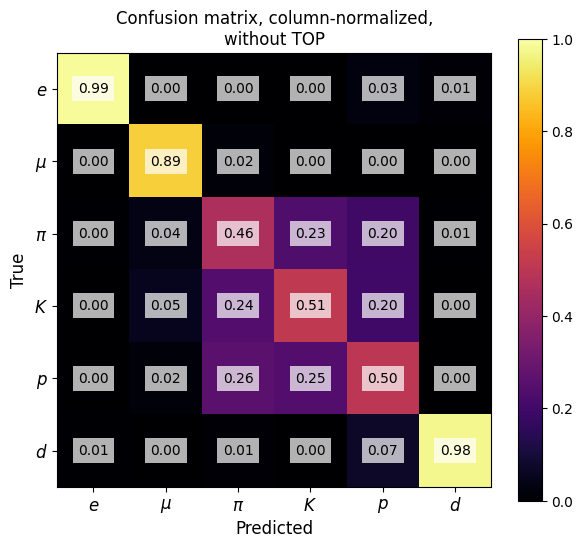 Confusion matrix, column-normalized,
without TOP
1.0
e 0.99 0.00 0.00 0.00 0.03 0.01
0.8
μ 0.00 0.89 0.02 0.00 0.00 0.00
0.6
π 0.00 0.04 0.46 0.23 0.20 0.01
True
K 0.00 0.05 0.24 0.51 0.20 0.00
0.4
p 0.00 0.02 0.26 0.25 0.50 0.00
0.2
d 0.01 0.00 0.01 0.00 0.07 0.98
0.0
e μ π K p d
Predicted